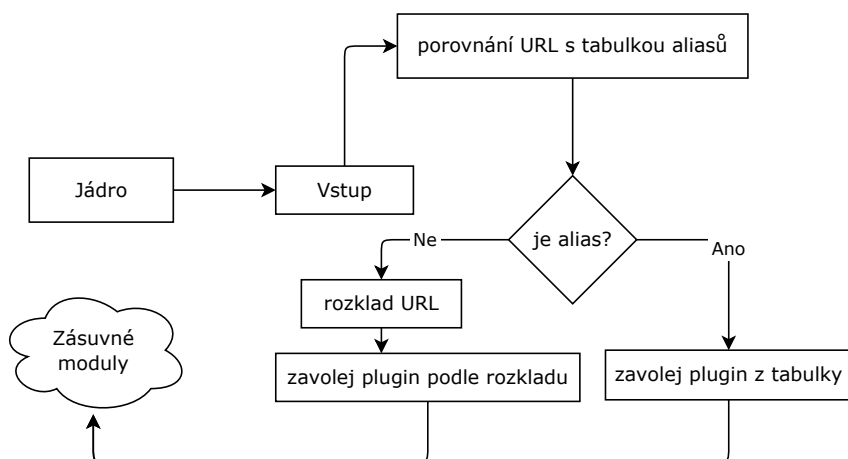 porovnání URL s tabulkou aliasů
Jádro
Vstup
je alias?
Ne
Ano
rozklad URL
Zásuvné
moduly
zavolej plugin podle rozkladu
zavolej plugin z tabulky